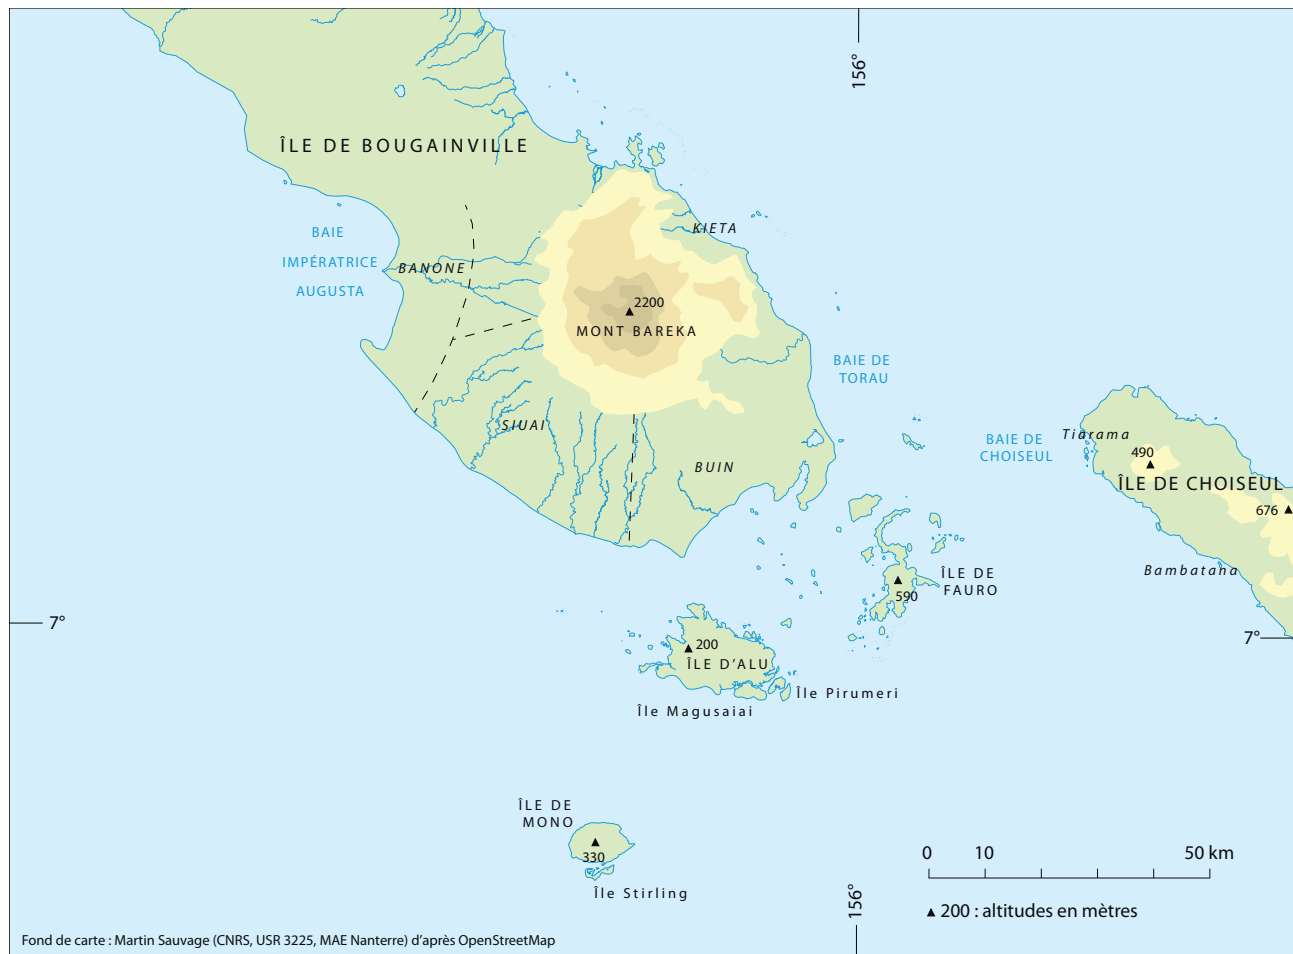 156°
ÎLE DE BOUGAINVILLE
KIETA
BAIE
IMPÉRATRICE
AUGUSTA
BANONE
2200
MONT BAREKA
BAIE DE
TORAU
SIUAI
BUIN
BAIE DE
CHOISEUL
Tiarama
490
ÎLE DE CHOISEUL
676
Bambatana
ÎLE DE
FAURO
590
7°
7°
200
ÎLE D'ALU
Île Pirumeri
Île Magusaiai
ÎLE DE
MONO
330
Île Stirling
0 10 50 km
156°
200 : altitudes en mètres
Fond de carte : Martin Sauvage (CNRS, USR 3225, MAE Nanterre) d'après OpenStreetMap